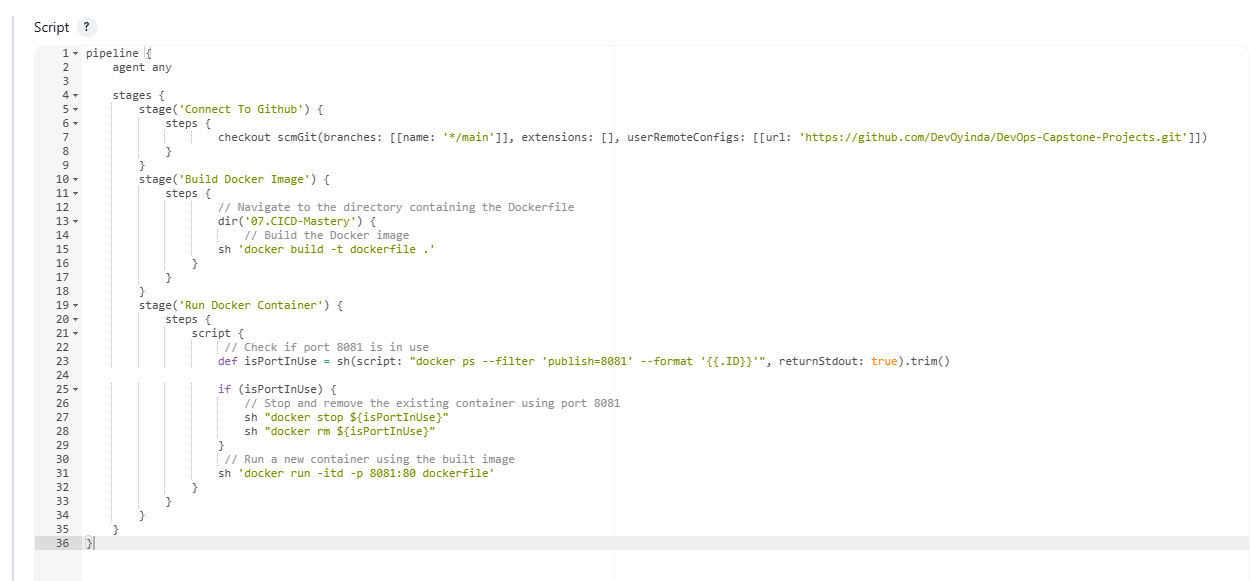 Script ?
1 pipeline {
2     agent any
3
4     stages {
5         stage('Connect To Github') {
6             steps {
7                     checkout scmGit(branches: [[name: '*/main']], extensions: [], userRemoteConfigs: [[url: 'https://github.com/DevOyinda/DevOps-Capstone-Projects.git']])
8             }
9         }
10         stage('Build Docker Image') {
11             steps {
12                     // Navigate to the directory containing the Dockerfile
13                     dir('07.CICD-Mastery') {
14                         // Build the Docker image
15                     sh 'docker build -t dockerfile .'
16                 }
17             }
18         }
19         stage('Run Docker Container') {
20             steps {
21                 script {
22                      // Check if port 8081 is in use
23                     def isPortInUse = sh(script: "docker ps --filter 'publish=8081' --format '{{.ID}}'", returnStdout: true).trim()
24
25                     if (isPortInUse) {
26                         // Stop and remove the existing container using port 8081
27                         sh "docker stop ${isPortInUse}"
28                         sh "docker rm ${isPortInUse}"
29                     }
30                      // Run a new container using the built image
31                     sh 'docker run -itd -p 8081:80 dockerfile'
32                 }
33             }
34         }
35     }
36 }